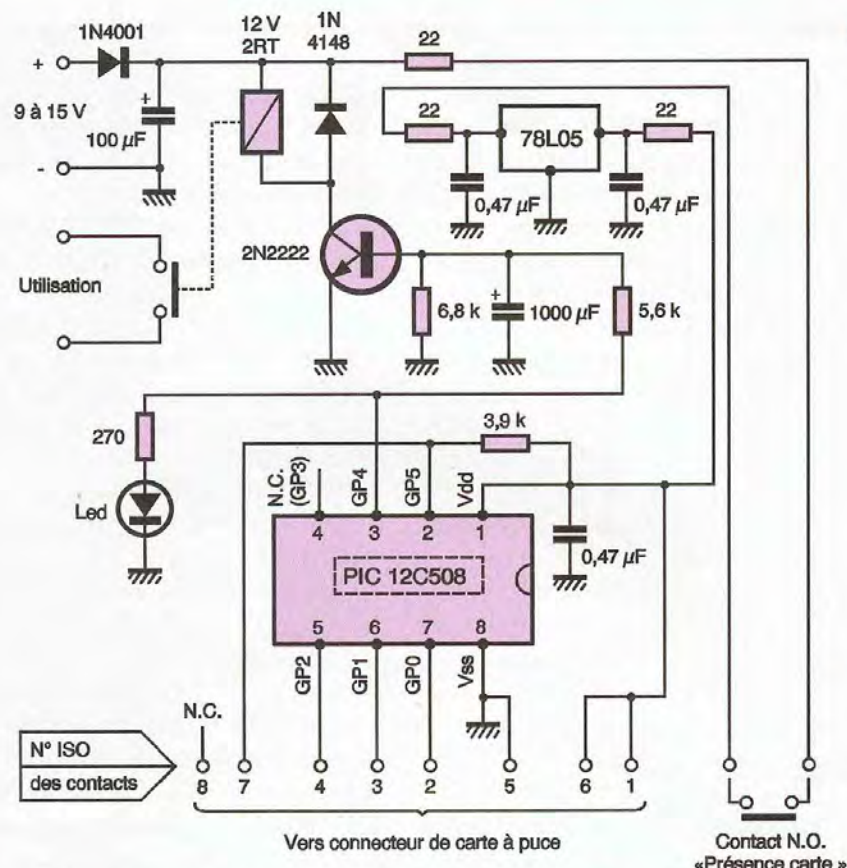 1N4001
12 V
2RT
1N
4148
22
+
9 à 15 V
-
+
100 µF
22
78L05
22
0,47 µF
0,47 µF
2N2222
Utilisation
6,8 k
+
1000 µF
5,6 k
270
Led
3,9 k
N.C.
(GP3)
GP4
GP5
Vdd
4
3
2
1
0,47 µF
PIC 12C508
5
6
7
8
GP2
GP1
GP0
Vss
N.C.
N° ISO
des contacts
8
7
4
3
2
5
6
1
Vers connecteur de carte à puce
Contact N.O.
«Présence carte»